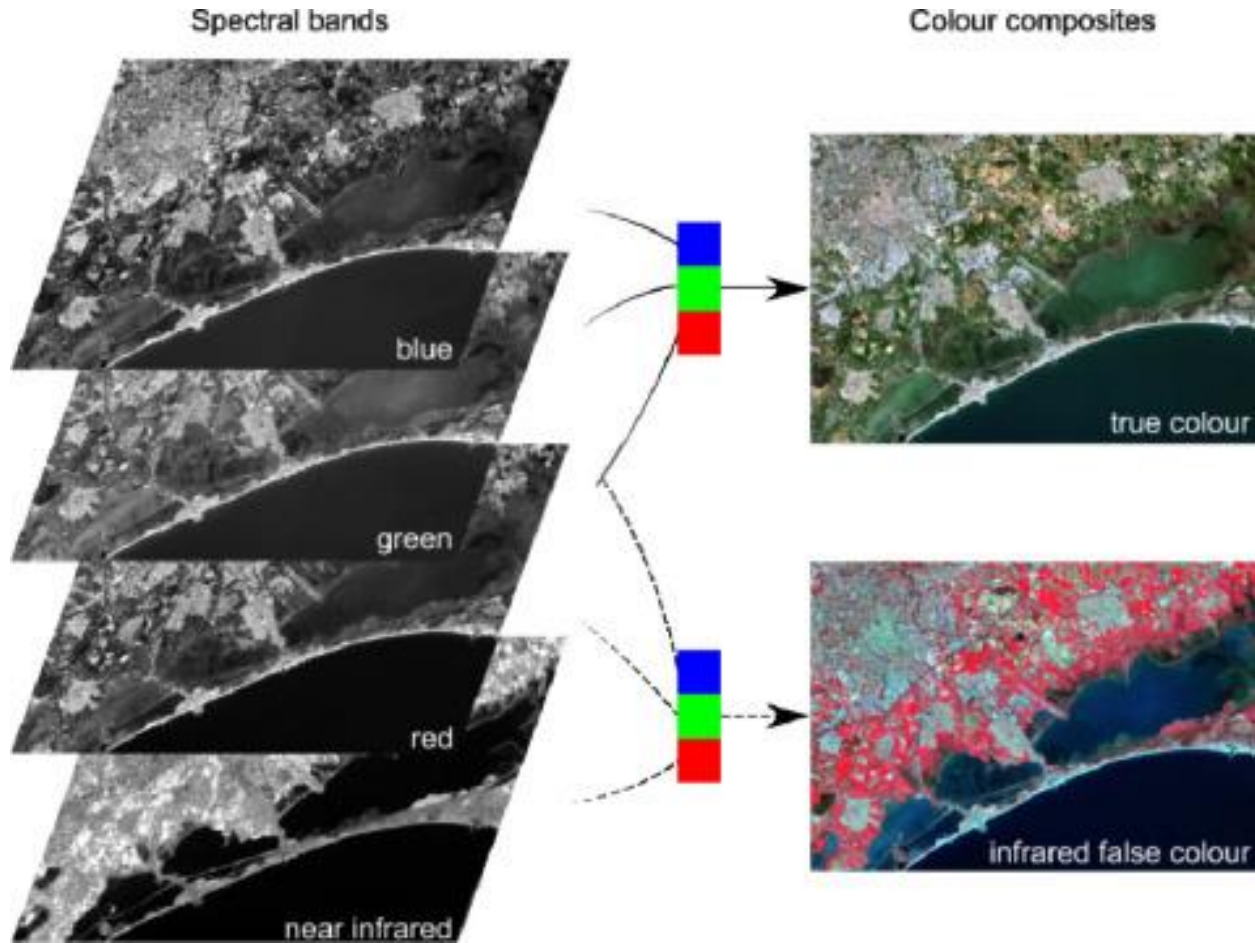 Spectral bands
Colour composites
blue
green
red
near infrared
true colour
infrared false colour